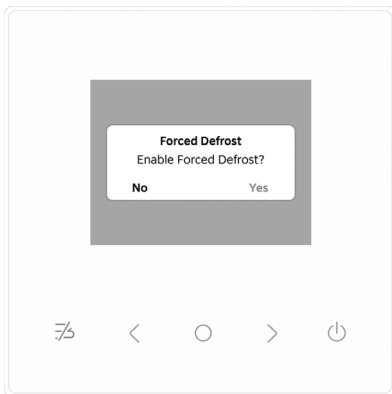 Forced Defrost
Enable Forced Defrost?
No Yes